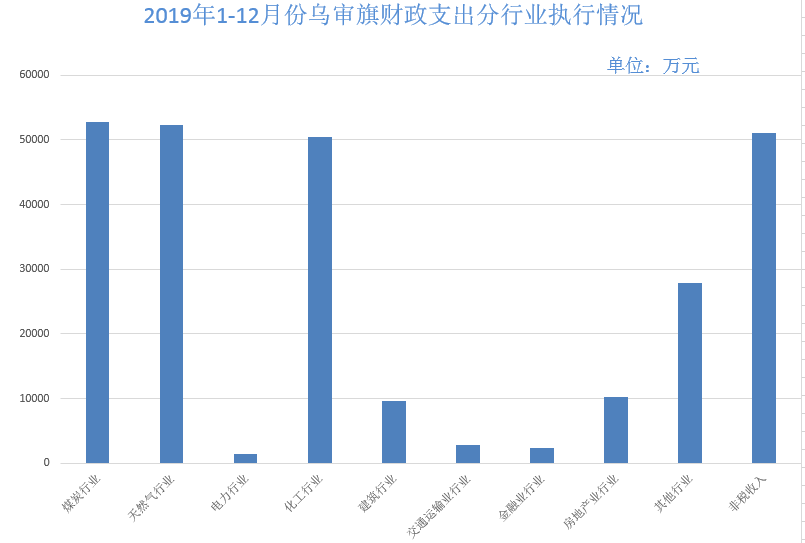 2019年1-12月份乌审旗财政支出分行业执行情况
单位：万元
60000
50000
40000
30000
20000
10000
0
煤炭行业
天然气行业
电力行业
化工行业
建筑行业
交通运输业行业
金融业行业
房地产业行业
其他行业
非税收入